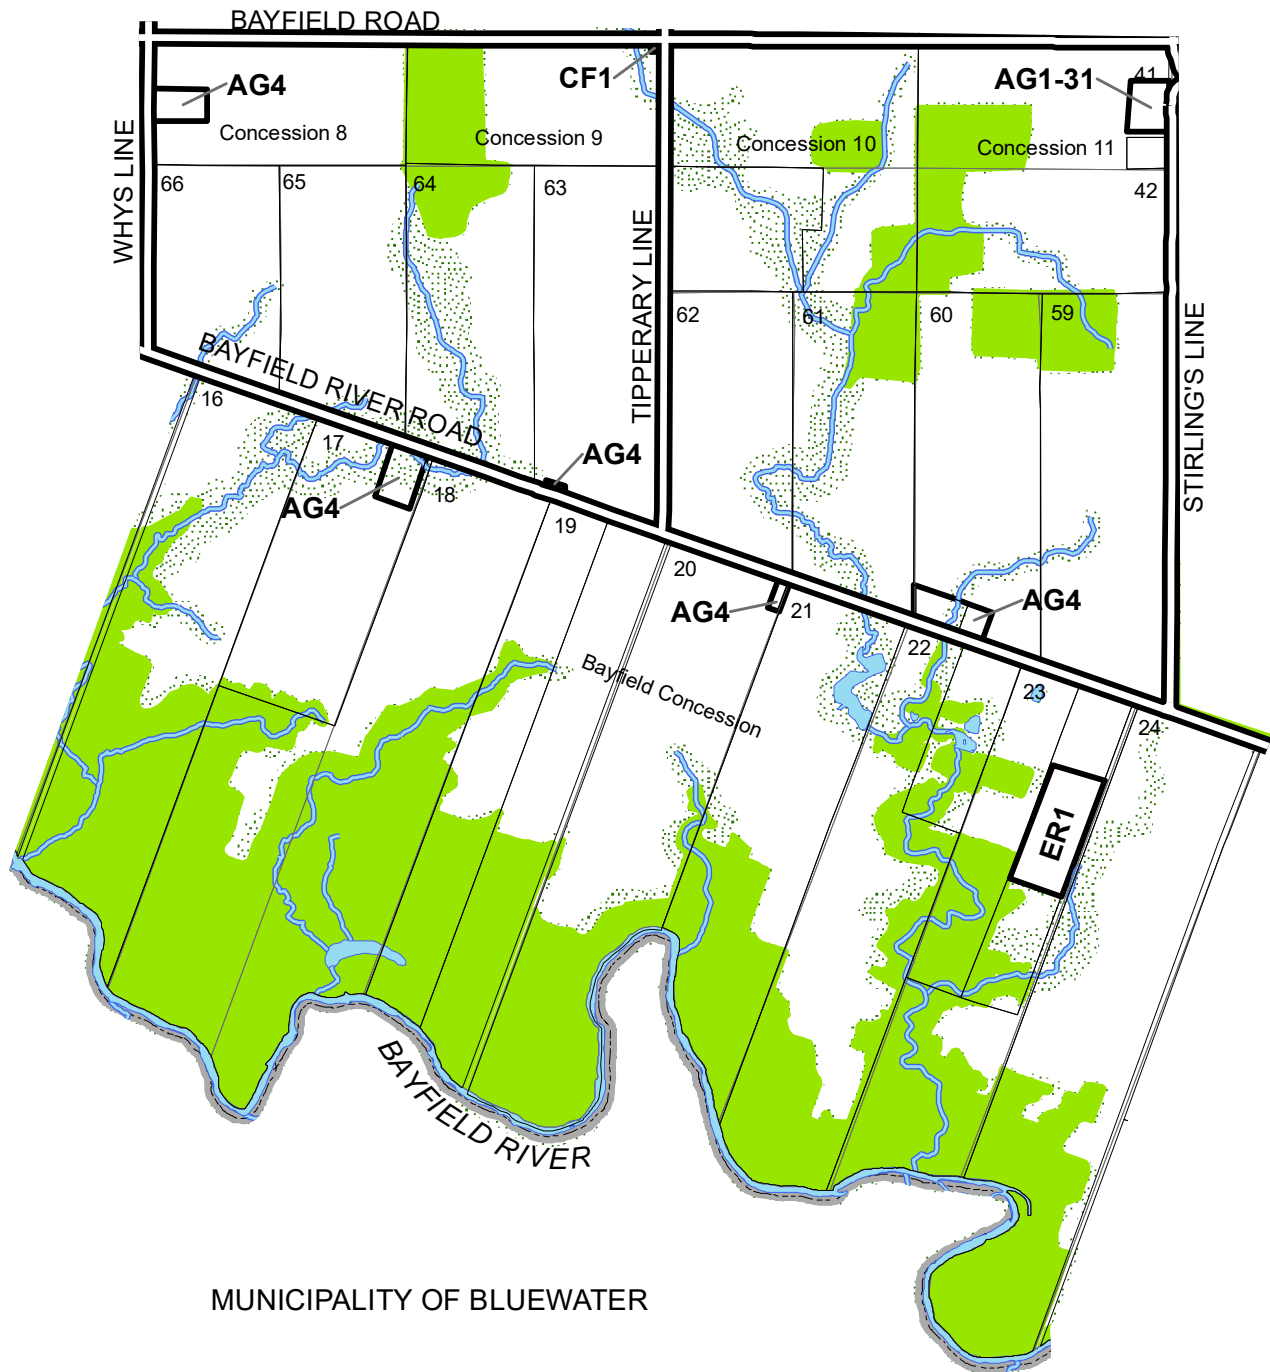 BAYFIELD ROAD
AG4
CF1
AG1-31
41
Concession 8
Concession 9
Concession 10
Concession 11
WHYS LINE
66
65
64
63
42
TIPPERARY LINE
62
61
60
59
STIRLING'S LINE
BAYFIELD RIVER ROAD
16
17
AG4
18
AG4
19
20
AG4
21
AG4
22
Bayfield Concession
23
24
ER1
BAYFIELD RIVER
MUNICIPALITY OF BLUEWATER